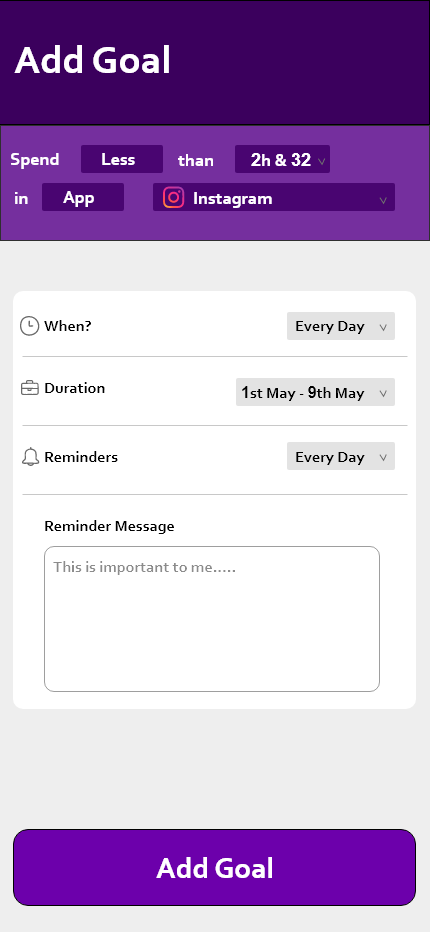 Add Goal
Spend Less than 2h & 32
in App Instagram
When? Every Day
Duration 1st May - 9th May
Reminders Every Day
Reminder Message
This is important to me.....
Add Goal